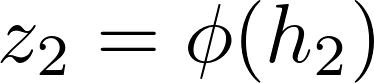 z₂ = ϕ(h₂)